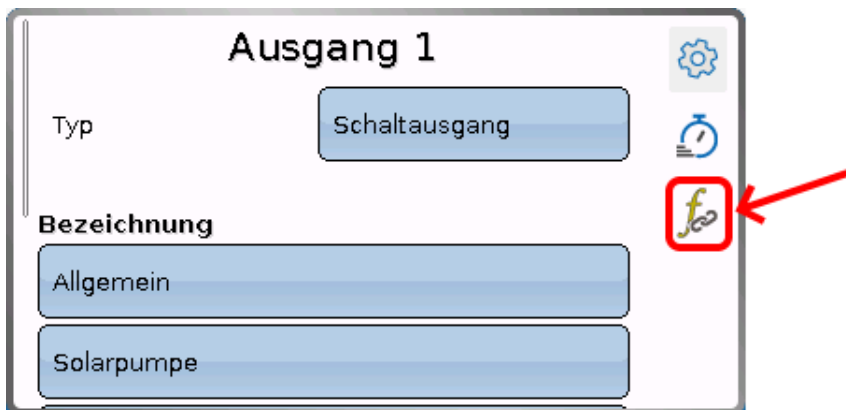 Ausgang 1
Typ
Schaltausgang
Bezeichnung
Allgemein
Solarpumpe